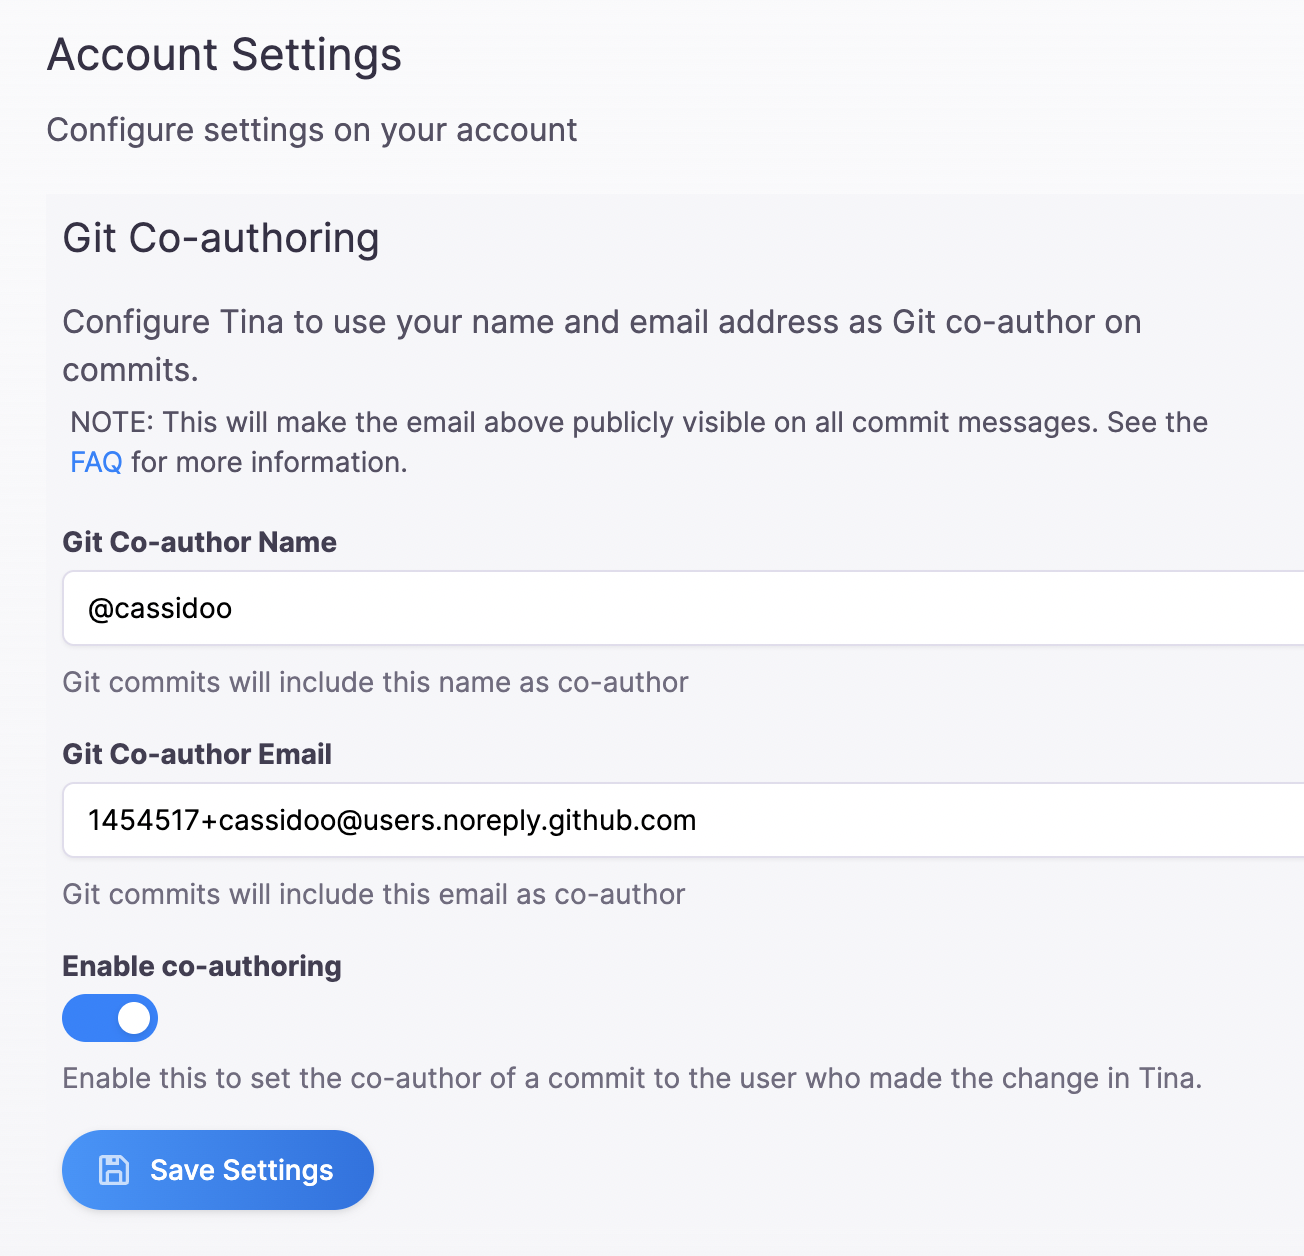 Account Settings
Configure settings on your account
Git Co-authoring
Configure Tina to use your name and email address as Git co-author on
commits.
NOTE: This will make the email above publicly visible on all commit messages. See the
FAQ for more information.
Git Co-author Name
@cassidoo
Git commits will include this name as co-author
Git Co-author Email
1454517+cassidoo@users.noreply.github.com
Git commits will include this email as co-author
Enable co-authoring
Enable this to set the co-author of a commit to the user who made the change in Tina.
Save Settings